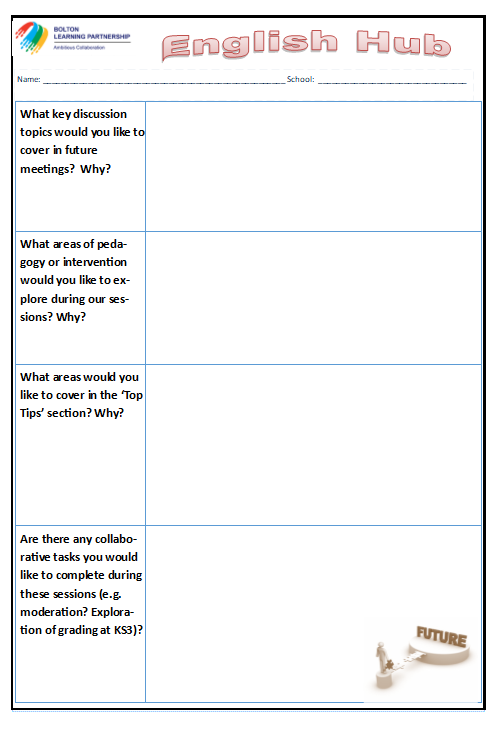 BOLTON
LEARNING PARTNERSHIP
Ambitious Collaboration
English Hub
Name: ______________________________________________ School: ____________________________
What key discussion
topics would you like to
cover in future
meetings?  Why?
What areas of peda-
gogy or intervention
would you like to ex-
plore during our ses-
sions? Why?
What areas would you
like to cover in the ‘Top
Tips’ section? Why?
Are there any collabo-
rative tasks you would
like to complete during
these sessions (e.g.
moderation? Explora-
tion of grading at KS3)?
FUTURE